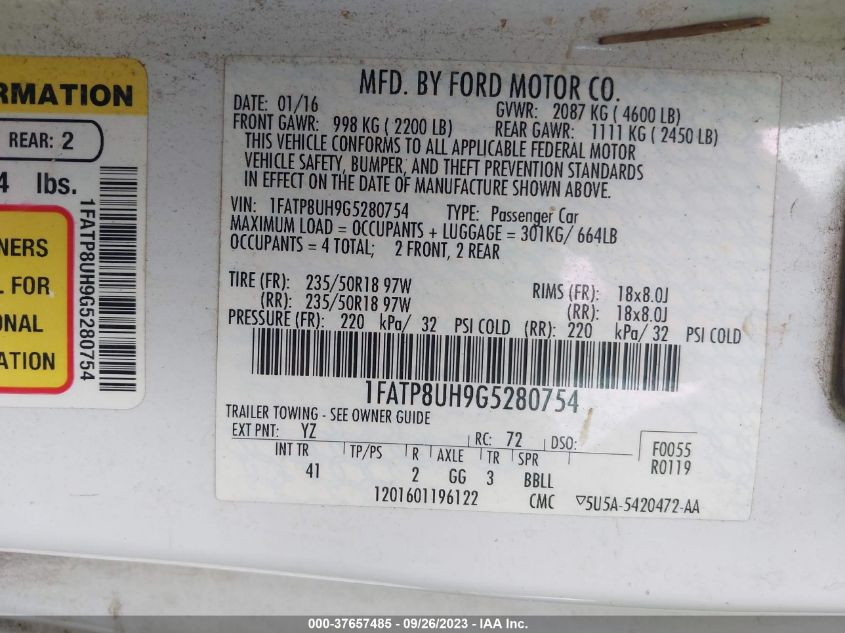 RMATION
REAR: 2
4 lbs.
1FATP8UH9G5280754
NERS
L FOR
ONAL
ATION
MFD. BY FORD MOTOR CO.
DATE: 01/16 GVWR: 2087 KG ( 4600 LB)
FRONT GAWR: 998 KG ( 2200 LB) REAR GAWR: 1111 KG ( 2450 LB)
THIS VEHICLE CONFORMS TO ALL APPLICABLE FEDERAL MOTOR
VEHICLE SAFETY, BUMPER, AND THEFT PREVENTION STANDARDS
IN EFFECT ON THE DATE OF MANUFACTURE SHOWN ABOVE.
VIN: 1FATP8UH9G5280754 TYPE: Passenger Car
MAXIMUM LOAD = OCCUPANTS + LUGGAGE = 301KG/ 664LB
OCCUPANTS = 4 TOTAL; 2 FRONT, 2 REAR
TIRE (FR): 235/50R18 97W RIMS (FR): 18x8.0J
(RR): 235/50R18 97W (RR): 18x8.0J
PRESSURE (FR): 220 kPa/ 32 PSI COLD (RR): 220 kPa/ 32 PSI COLD
1FATP8UH9G5280754
TRAILER TOWING - SEE OWNER GUIDE
EXT PNT: YZ RC: 72 DSO: F0055
INT TR TP/PS R AXLE TR SPR R0119
41 2 GG 3 BBLL
1201601196122 CMC ▽5U5A-5420472-AA
000-37657485 - 09/26/2023 - IAA Inc.